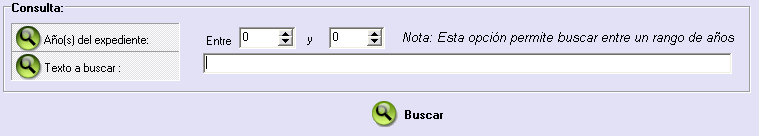 Consulta:
Año(s) del expediente: Entre 0 y 0 Nota: Esta opción permite buscar entre un rango de años
Texto a buscar :
Buscar